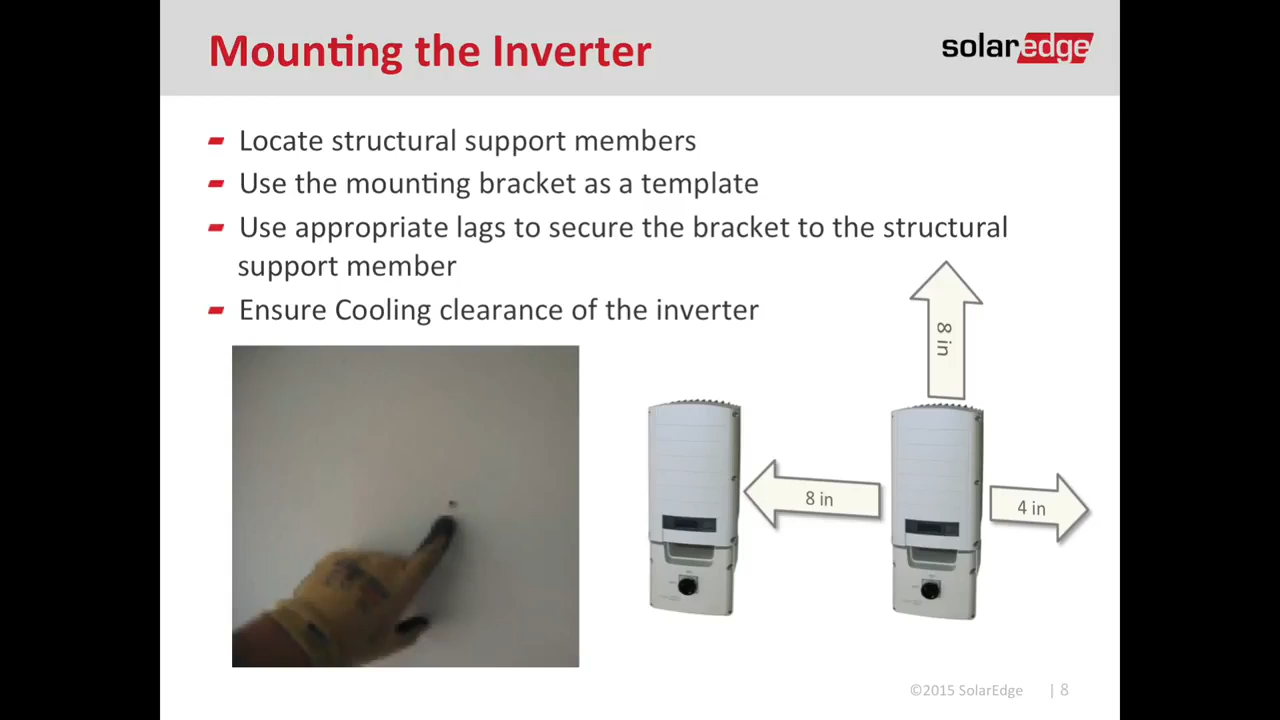 Mounting the Inverter
solaredge
Locate structural support members
Use the mounting bracket as a template
Use appropriate lags to secure the bracket to the structural
support member
Ensure Cooling clearance of the inverter
8 in
8 in
4 in
©2015 SolarEdge | 8